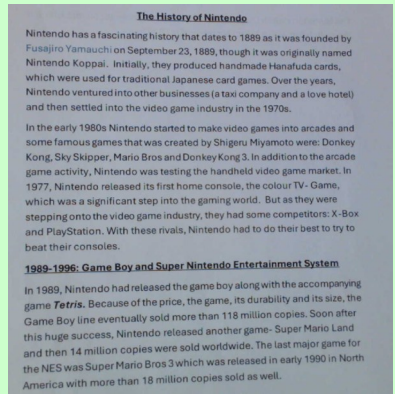 The History of Nintendo
Nintendo has a fascinating history that dates to 1889 as it was founded by
Fusajiro Yamauchi on September 23, 1889, though it was originally named
Nintendo Koppai.  Initially, they produced handmade Hanafuda cards,
which were used for traditional Japanese card games. Over the years,
Nintendo ventured into other businesses (a taxi company and a love hotel)
and then settled into the video game industry in the 1970s.
In the early 1980s Nintendo started to make video games into arcades and
some famous games that was created by Shigeru Miyamoto were: Donkey
Kong, Sky Skipper, Mario Bros and Donkey Kong 3. In addition to the arcade
game activity, Nintendo was testing the handheld video game market. In
1977, Nintendo released its first home console, the colour TV- Game,
which was a significant step into the gaming world.  But as they were
stepping onto the video game industry, they had some competitors: X-Box
and PlayStation. With these rivals, Nintendo had to do their best to try to
beat their consoles.
1989-1996: Game Boy and Super Nintendo Entertainment System
In 1989, Nintendo had released the game boy along with the accompanying
game Tetris. Because of the price, the game, its durability and its size, the
Game Boy line eventually sold more than 118 million copies. Soon after
this huge success, Nintendo released another game- Super Mario Land
and then 14 million copies were sold worldwide. The last major game for
the NES was Super Mario Bros 3 which was released in early 1990 in North
America with more than 18 million copies sold as well.